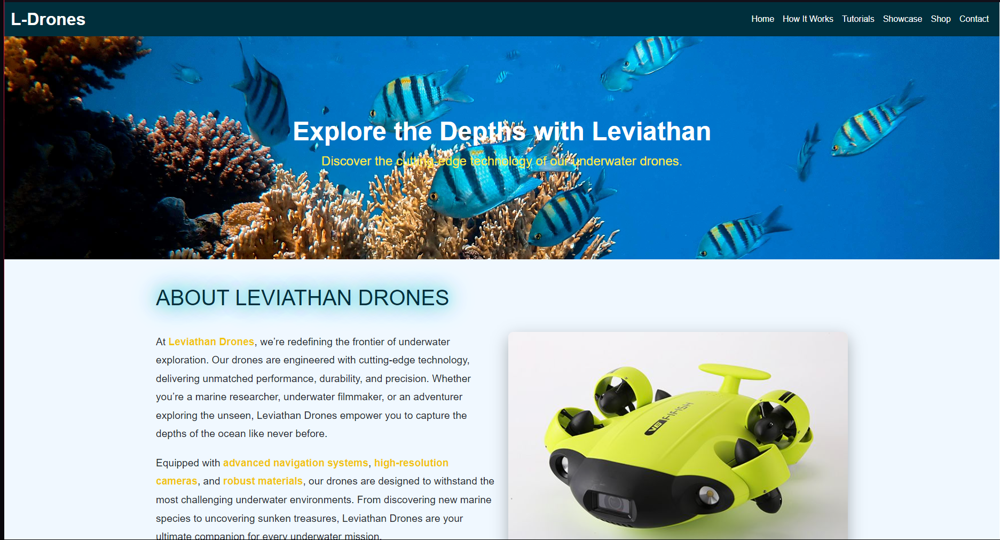 L-Drones
Home How It Works Tutorials Showcase Shop Contact
Explore the Depths with Leviathan
Discover the cutting-edge technology of our underwater drones.
ABOUT LEVIATHAN DRONES
At Leviathan Drones, we’re redefining the frontier of underwater
exploration. Our drones are engineered with cutting-edge technology,
delivering unmatched performance, durability, and precision. Whether
you’re a marine researcher, underwater filmmaker, or an adventurer
exploring the unseen, Leviathan Drones empower you to capture the
depths of the ocean like never before.
Equipped with advanced navigation systems, high-resolution
cameras, and robust materials, our drones are designed to withstand the
most challenging underwater environments. From discovering new marine
species to uncovering sunken treasures, Leviathan Drones are your
ultimate companion for every underwater mission.
V6 FIFISH